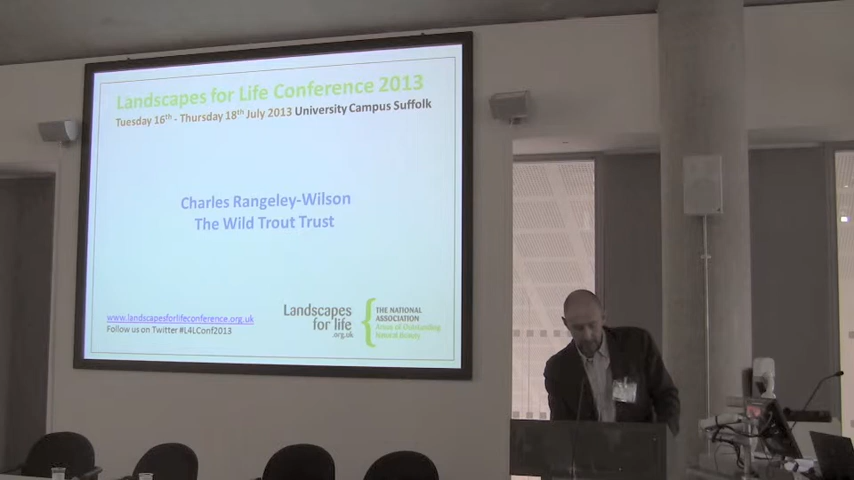 Landscapes for Life Conference 2013
Tuesday 16th - Thursday 18th July 2013 University Campus Suffolk
Charles Rangeley-Wilson
The Wild Trout Trust
www.landscapesforlifeconference.org.uk
Follow us on Twitter #L4LConf2013
Landscapes
for life
.org.uk
THE NATIONAL
ASSOCIATION
Areas of Outstanding
Natural Beauty